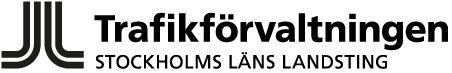 Trafikförvaltningen
STOCKHOLMS LÄNS LANDSTING